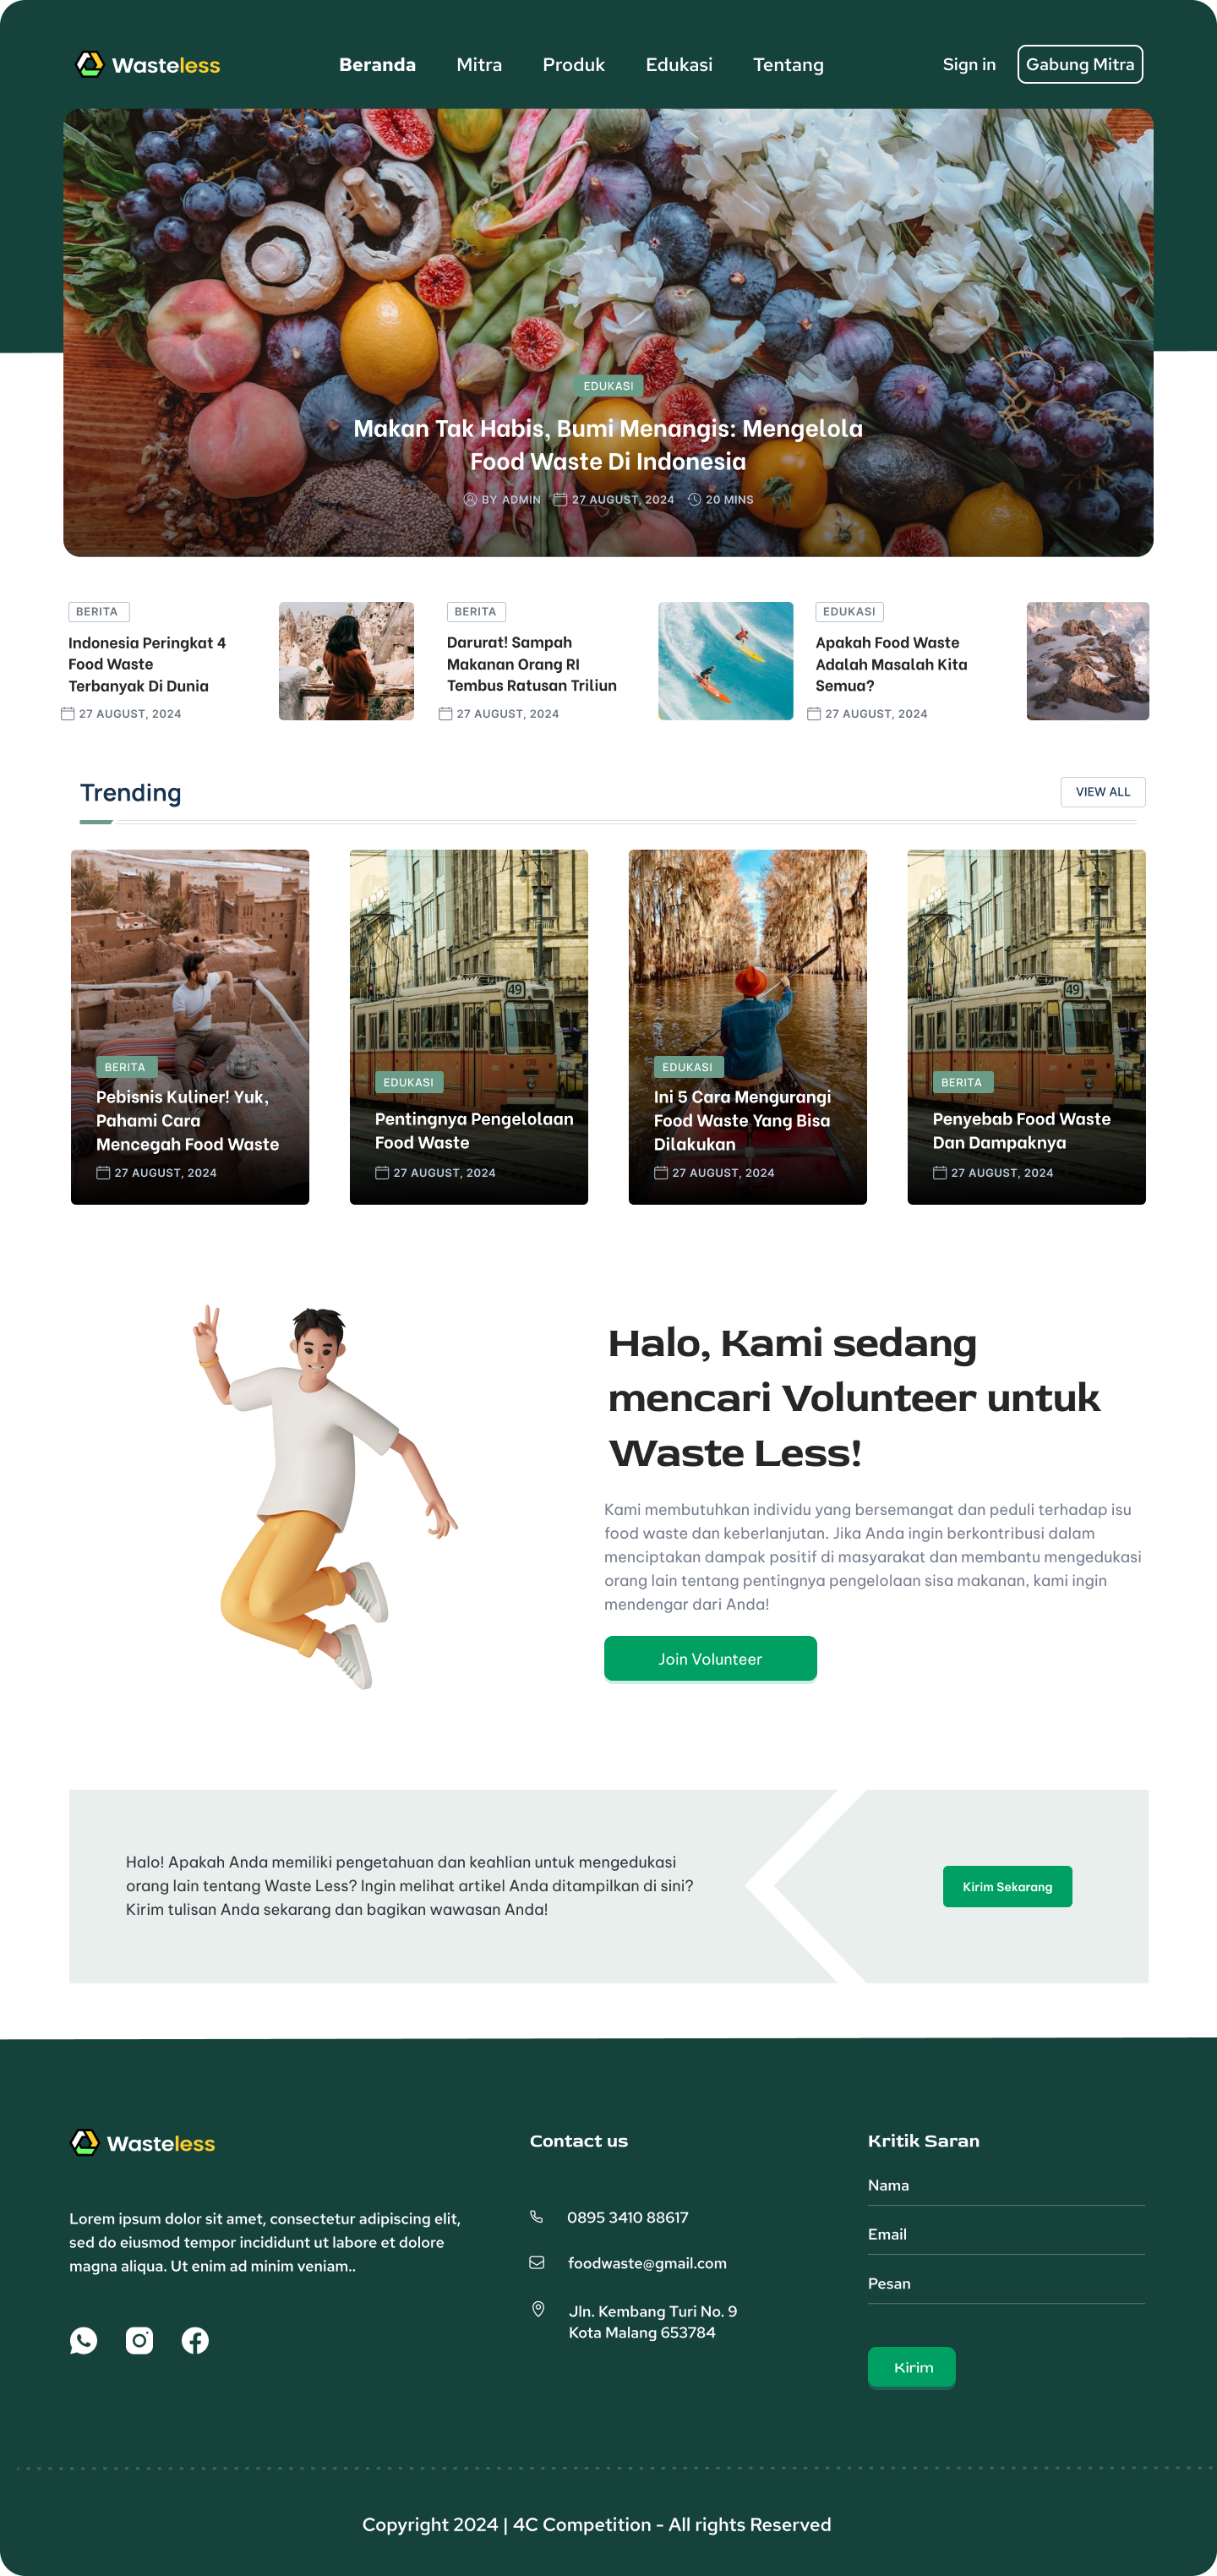 Wasteless
Beranda
Mitra
Produk
Edukasi
Tentang
Sign in
Gabung Mitra
EDUKASI
Makan Tak Habis, Bumi Menangis: Mengelola
Food Waste Di Indonesia
BY ADMIN
27 AUGUST, 2024
20 MINS
BERITA
Indonesia Peringkat 4
Food Waste
Terbanyak Di Dunia
27 AUGUST, 2024
BERITA
Darurat! Sampah
Makanan Orang RI
Tembus Ratusan Triliun
27 AUGUST, 2024
EDUKASI
Apakah Food Waste
Adalah Masalah Kita
Semua?
27 AUGUST, 2024
Trending
VIEW ALL
BERITA
Pebisnis Kuliner! Yuk,
Pahami Cara
Mencegah Food Waste
27 AUGUST, 2024
49
EDUKASI
Pentingnya Pengelolaan
Food Waste
27 AUGUST, 2024
EDUKASI
Ini 5 Cara Mengurangi
Food Waste Yang Bisa
Dilakukan
27 AUGUST, 2024
49
BERITA
Penyebab Food Waste
Dan Dampaknya
27 AUGUST, 2024
Halo, Kami sedang
mencari Volunteer untuk
Waste Less!
Kami membutuhkan individu yang bersemangat dan peduli terhadap isu
food waste dan keberlanjutan. Jika Anda ingin berkontribusi dalam
menciptakan dampak positif di masyarakat dan membantu mengedukasi
orang lain tentang pentingnya pengelolaan sisa makanan, kami ingin
mendengar dari Anda!
Join Volunteer
Halo! Apakah Anda memiliki pengetahuan dan keahlian untuk mengedukasi
orang lain tentang Waste Less? Ingin melihat artikel Anda ditampilkan di sini?
Kirim tulisan Anda sekarang dan bagikan wawasan Anda!
Kirim Sekarang
Wasteless
Lorem ipsum dolor sit amet, consectetur adipiscing elit,
sed do eiusmod tempor incididunt ut labore et dolore
magna aliqua. Ut enim ad minim veniam..
Contact us
0895 3410 88617
foodwaste@gmail.com
Jln. Kembang Turi No. 9
Kota Malang 653784
Kritik Saran
Nama
Email
Pesan
Kirim
Copyright 2024 | 4C Competition - All rights Reserved